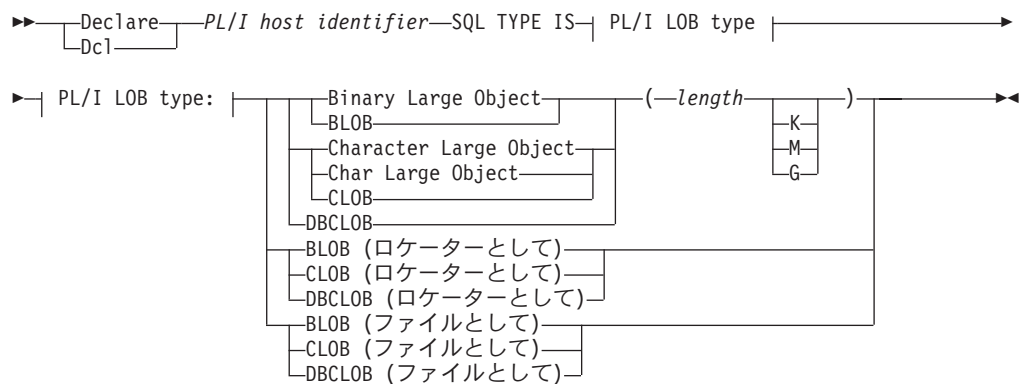 Declare PL/I host identifier SQL TYPE IS PL/I LOB type
Dcl
PL/I LOB type: Binary Large Object ( length )
BLOB K
Character Large Object M
Char Large Object G
CLOB
DBCLOB
BLOB (ロケーターとして)
CLOB (ロケーターとして)
DBCLOB (ロケーターとして)
BLOB (ファイルとして)
CLOB (ファイルとして)
DBCLOB (ファイルとして)